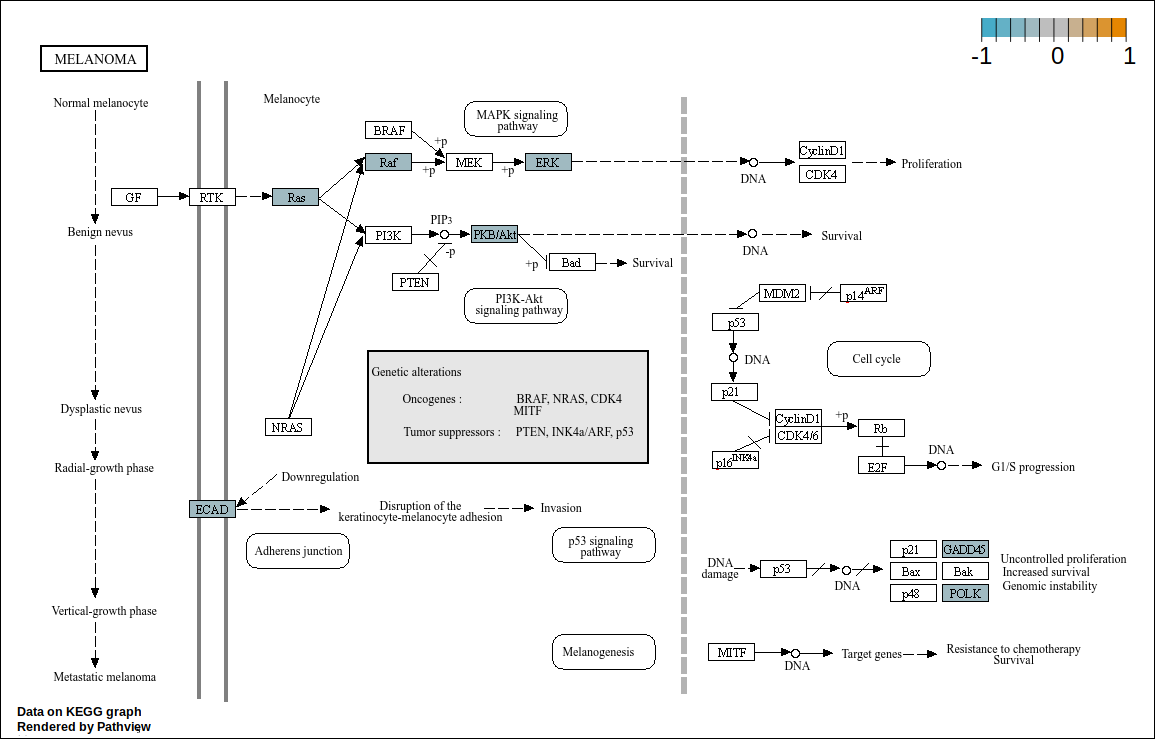 -1 0 1
MELANOMA
Normal melanocyte
Melanocyte
MAPK signaling
pathway
BRAF
+p
Raf
+p
MEK
+p
ERK
DNA
CyclinD1
CDK4
Proliferation
GF
RTK
Ras
Benign nevus
PI3K
PIP3
-p
PTEN
PKB/Akt
+p
Bad
Survival
DNA
Survival
PI3K-Akt
signaling pathway
MDM2
p14ARF
p53
DNA
p21
Cell cycle
Genetic alterations
Oncogenes : BRAF, NRAS, CDK4
MITF
Tumor suppressors : PTEN, INK4a/ARF, p53
Dysplastic nevus
NRAS
CyclinD1
CDK4/6
+p
Rb
p16INK4a
E2F
DNA
G1/S progression
Radial-growth phase
Downregulation
ECAD
Disruption of the
keratinocyte-melanocyte adhesion
Invasion
Adherens junction
p53 signaling
pathway
DNA
damage
p53
DNA
p21
GADD45
Bax
Bak
p48
POLK
Uncontrolled proliferation
Increased survival
Genomic instability
Vertical-growth phase
Melanogenesis
MITF
DNA
Target genes
Resistance to chemotherapy
Survival
Metastatic melanoma
Data on KEGG graph
Rendered by Pathview